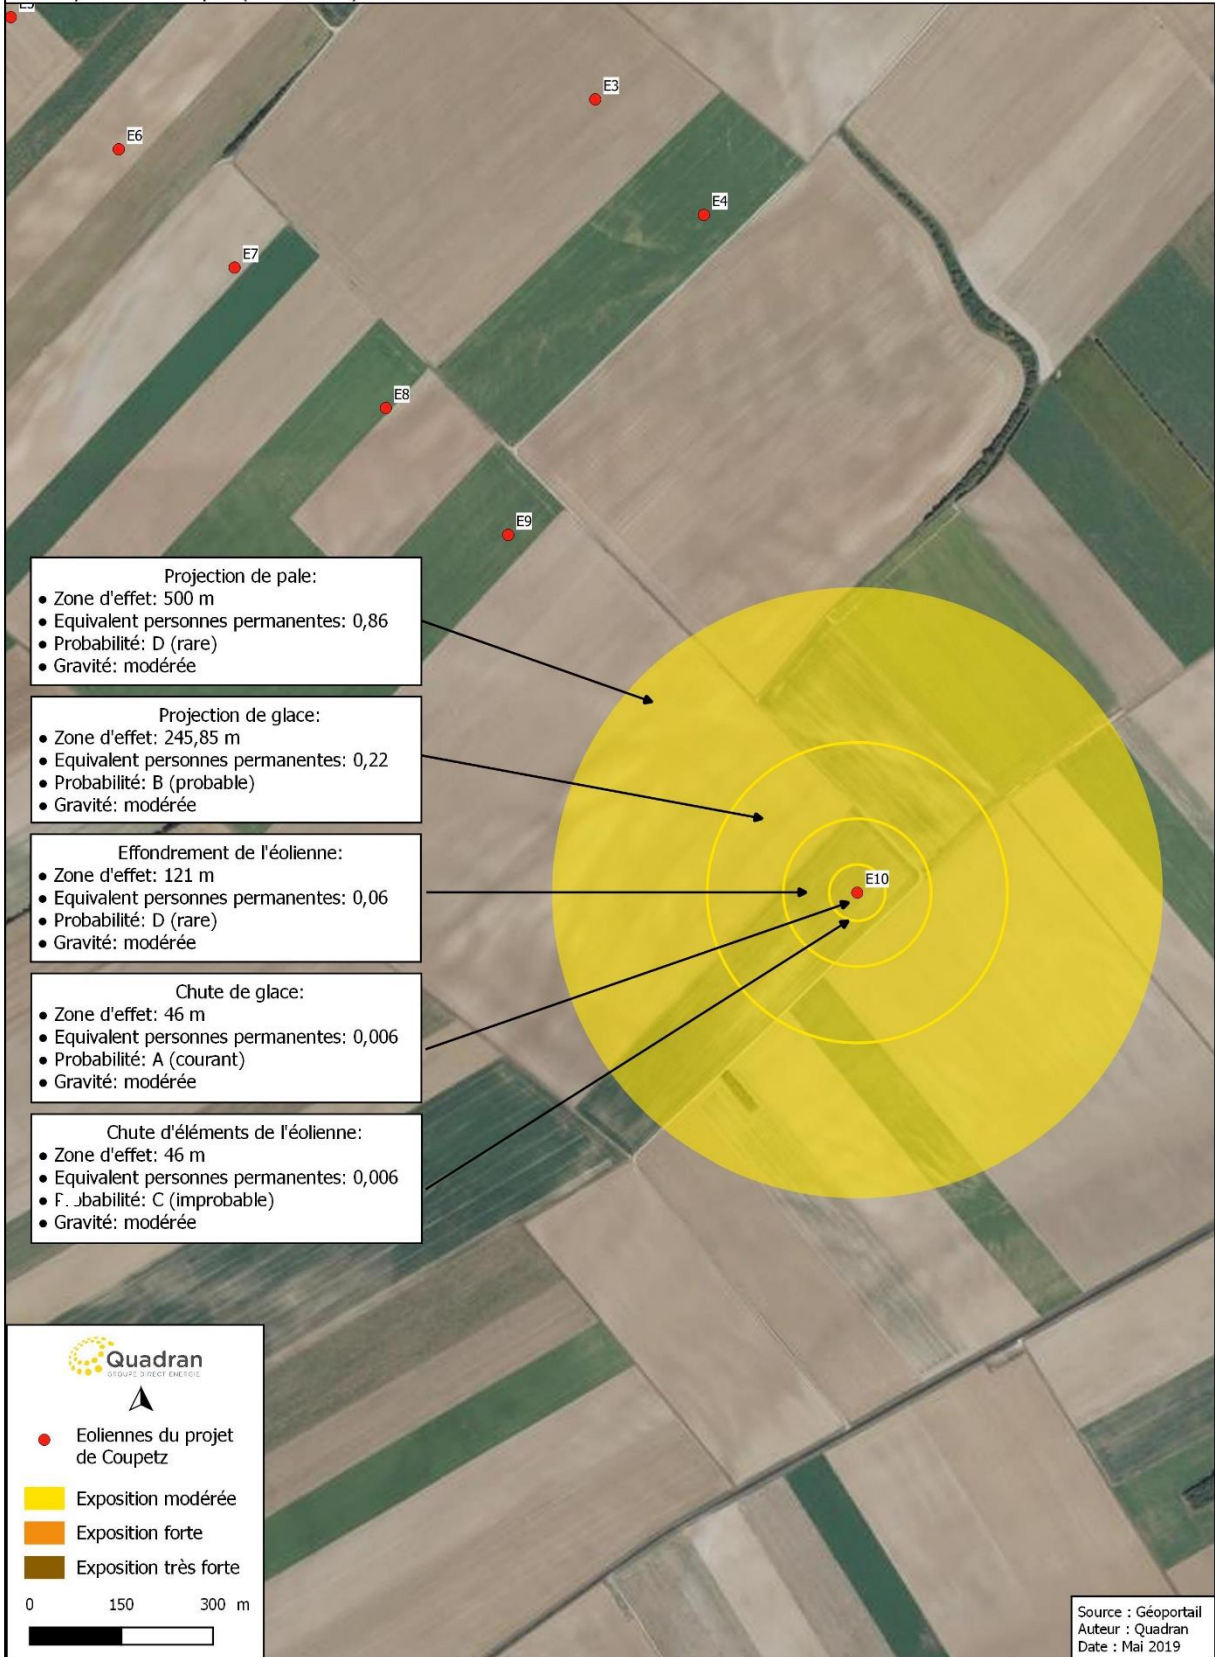 E3
E6
E4
E7
E8
E9
Projection de pale:
• Zone d'effet: 500 m
• Equivalent personnes permanentes: 0,86
• Probabilité: D (rare)
• Gravité: modérée
Projection de glace:
• Zone d'effet: 245,85 m
• Equivalent personnes permanentes: 0,22
• Probabilité: B (probable)
• Gravité: modérée
Effondrement de l'éolienne:
• Zone d'effet: 121 m
• Equivalent personnes permanentes: 0,06
• Probabilité: D (rare)
• Gravité: modérée
E10
Chute de glace:
• Zone d'effet: 46 m
• Equivalent personnes permanentes: 0,006
• Probabilité: A (courant)
• Gravité: modérée
Chute d'éléments de l'éolienne:
• Zone d'effet: 46 m
• Equivalent personnes permanentes: 0,006
• C (improbable)
• Gravité: modérée
Quadran
GROUPE DIRECT ENERGIE
Eoliennes du projet
de Coupetz
Exposition modérée
Exposition forte
Exposition très forte
0 150 300 m
Source : Géoportail
Auteur : Quadran
Date : Mai 2019